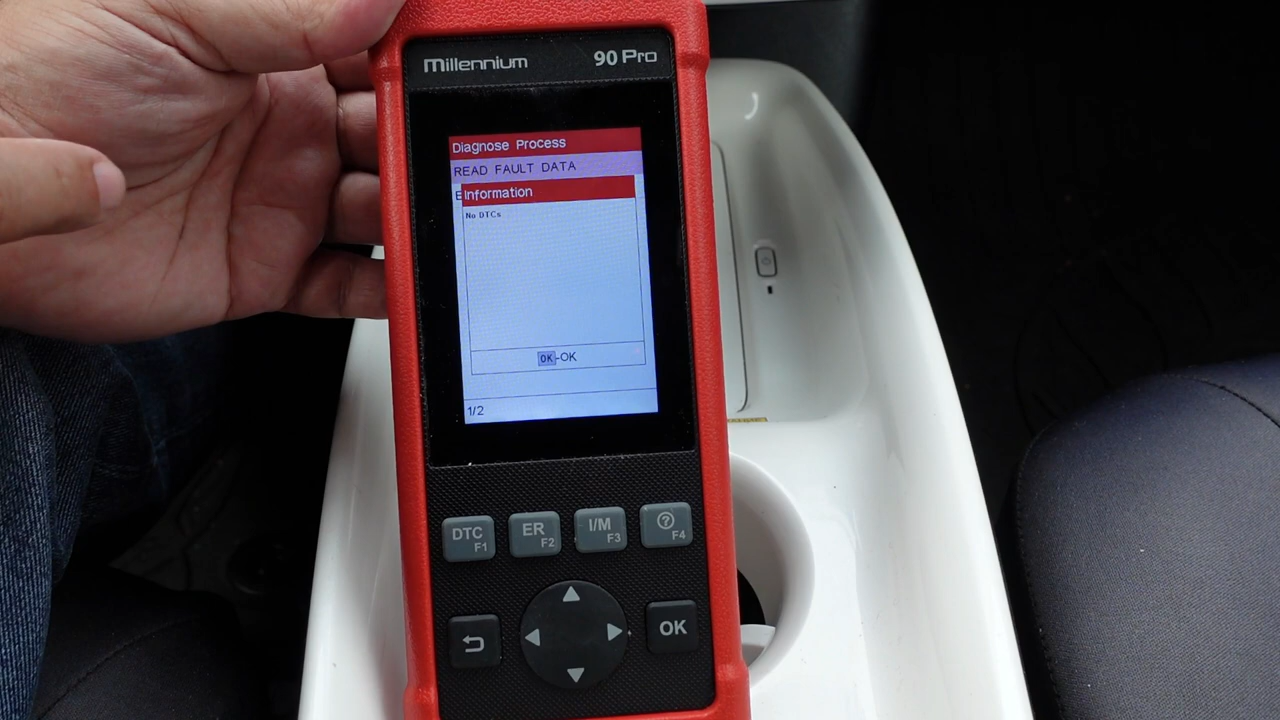 Millennium 90 Pro
Diagnose Process
READ FAULT DATA
E
Information
No DTCs
OK-OK
1/2
DTC F1
ER F2
I/M F3
? F4
OK